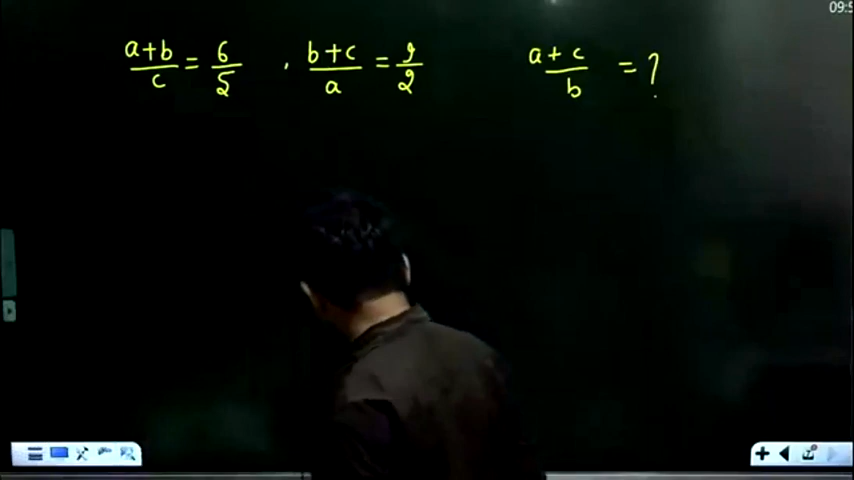 09:5
(a+b)/c = 6/5 , (b+c)/a = 9/2 (a+c)/b = ?